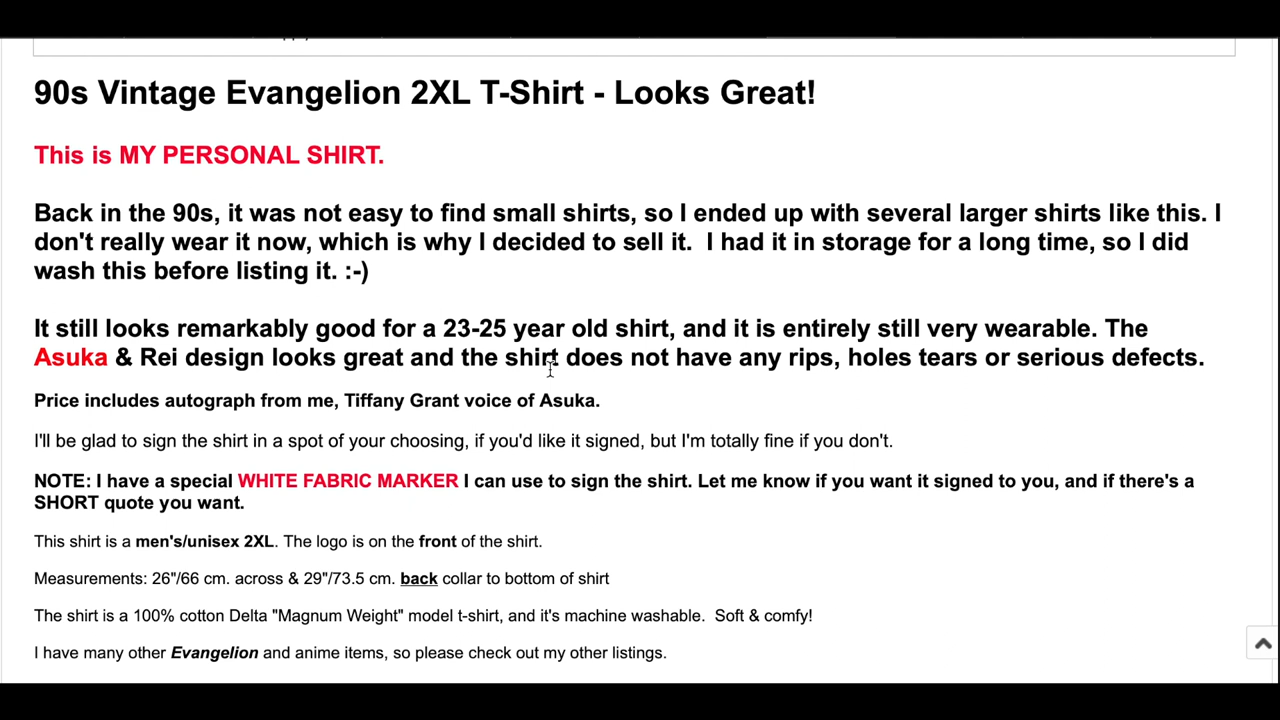 90s Vintage Evangelion 2XL T-Shirt - Looks Great!
This is MY PERSONAL SHIRT.
Back in the 90s, it was not easy to find small shirts, so I ended up with several larger shirts like this. I
don't really wear it now, which is why I decided to sell it.  I had it in storage for a long time, so I did
wash this before listing it. :-)
It still looks remarkably good for a 23-25 year old shirt, and it is entirely still very wearable. The
Asuka & Rei design looks great and the shirt does not have any rips, holes tears or serious defects.
Price includes autograph from me, Tiffany Grant voice of Asuka.
I'll be glad to sign the shirt in a spot of your choosing, if you'd like it signed, but I'm totally fine if you don't.
NOTE: I have a special WHITE FABRIC MARKER I can use to sign the shirt. Let me know if you want it signed to you, and if there's a
SHORT quote you want.
This shirt is a men's/unisex 2XL. The logo is on the front of the shirt.
Measurements: 26"/66 cm. across & 29"/73.5 cm. back collar to bottom of shirt
The shirt is a 100% cotton Delta "Magnum Weight" model t-shirt, and it's machine washable.  Soft & comfy!
I have many other Evangelion and anime items, so please check out my other listings.